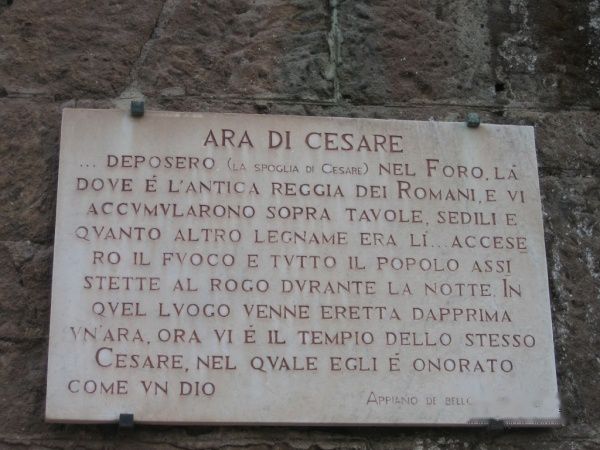 ARA DI CESARE
... DEPOSERO (LA SPOGLIA DI CESARE) NEL FORO, LÁ
DOVE É L'ANTICA REGGIA DEI ROMANI, E VI
ACCVMVLARONO SOPRA TAVOLE, SEDILI E
QVANTO ALTRO LEGNAME ERA LÍ... ACCESE
RO IL FVOCO E TVTTO IL POPOLO ASSI
STETTE AL ROGO DVRANTE LA NOTTE. IN
QVEL LVOGO VENNE ERETTA DAPPRIMA
VN'ARA, ORA VI É IL TEMPIO DELLO STESSO
CESARE, NEL QVALE EGLI É ONORATO
COME VN DIO
APPIANO DE BELLO